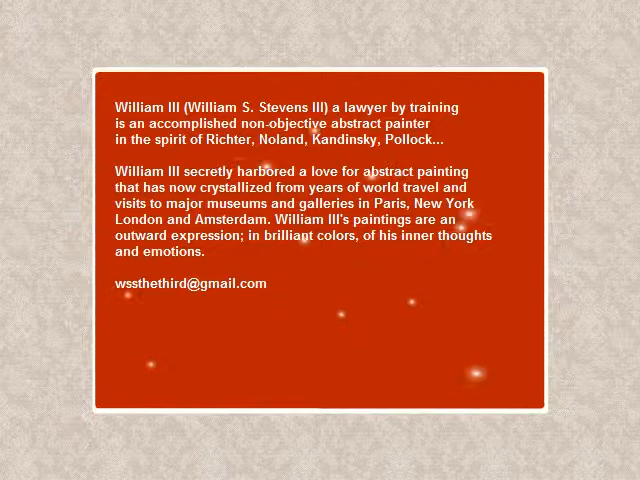 William III (William S. Stevens III) a lawyer by training
is an accomplished non-objective abstract painter
in the spirit of Richter, Noland, Kandinsky, Pollock...
William III secretly harbored a love for abstract painting
that has now crystallized from years of world travel and
visits to major museums and galleries in Paris, New York
London and Amsterdam. William III's paintings are an
outward expression; in brilliant colors, of his inner thoughts
and emotions.
wssthethird@gmail.com